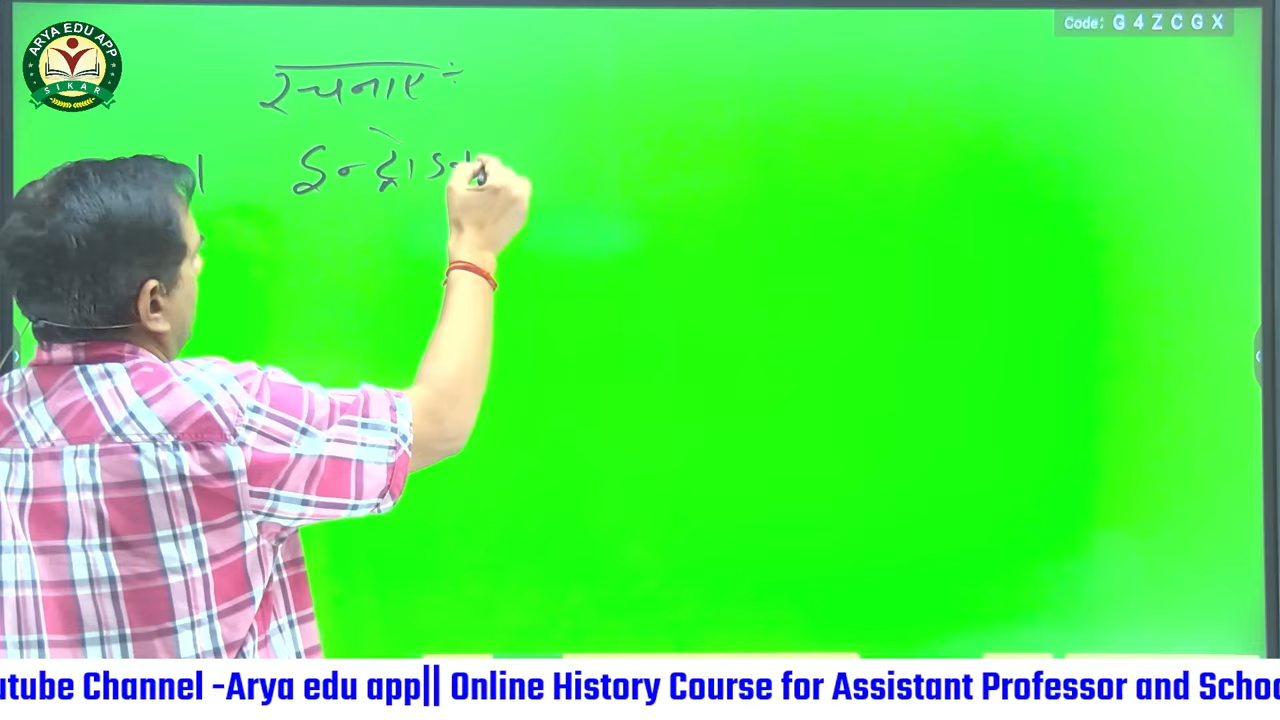 ARYA EDU APP
SIKAR
Code: G 4 Z C G X
रचनाए ÷
utube Channel -Arya edu app|| Online History Course for Assistant Professor and Schoo